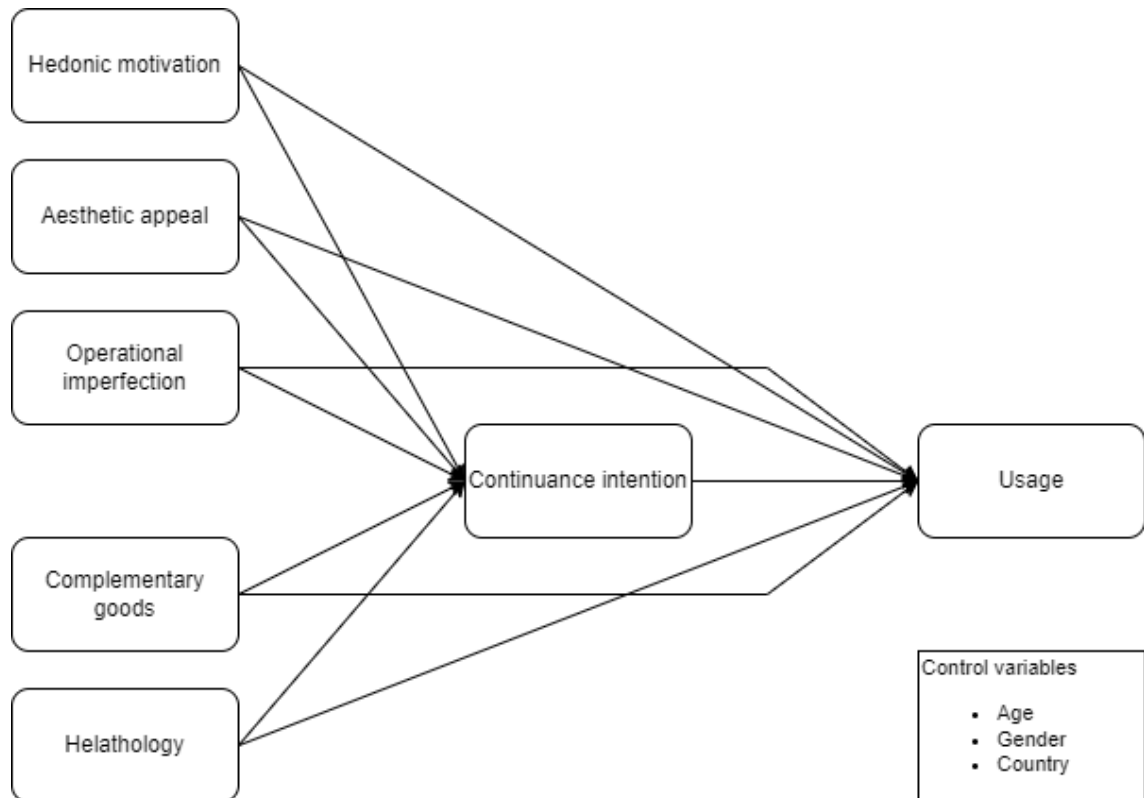 Hedonic motivation
Aesthetic appeal
Operational
imperfection
Continuance intention
Usage
Complementary
goods
Helathology
Control variables
Age
Gender
Country